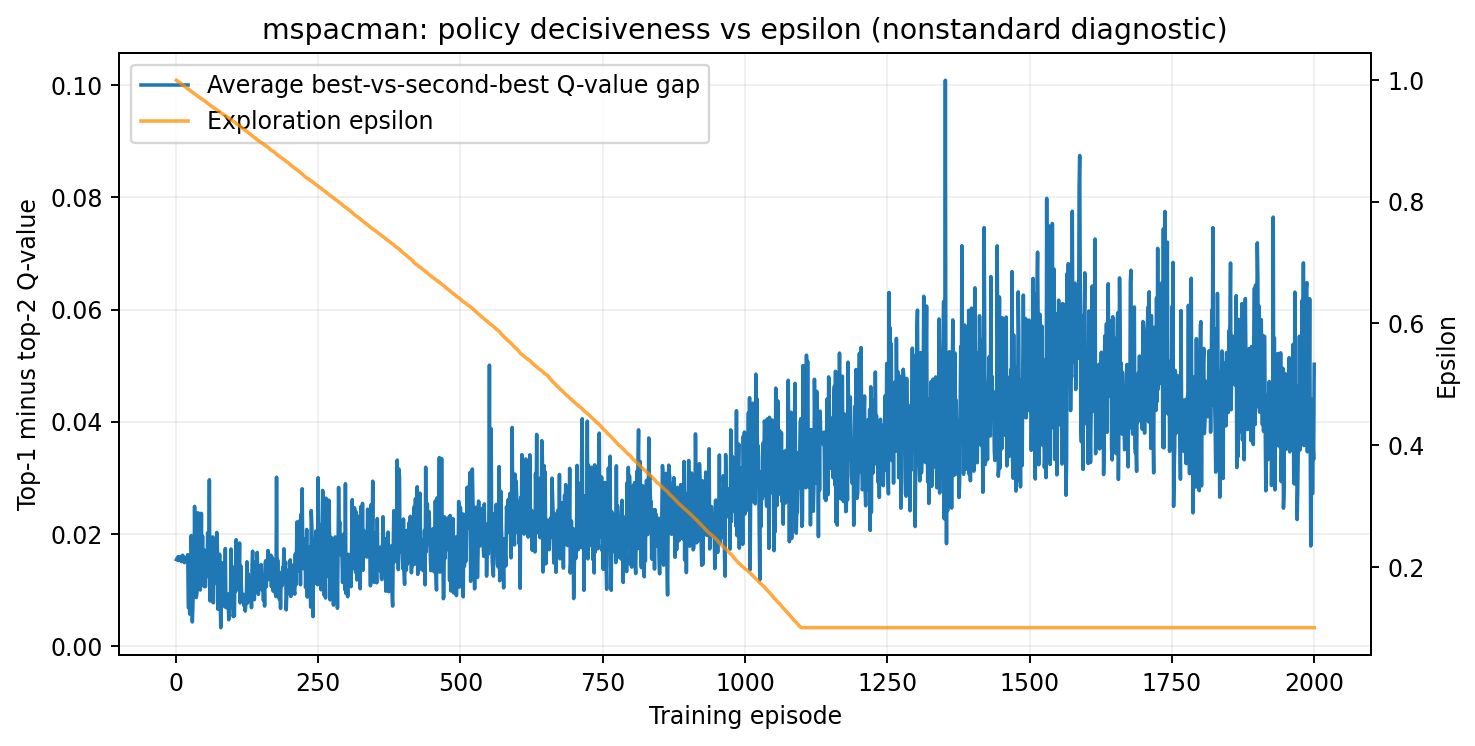 mspacman: policy decisiveness vs epsilon (nonstandard diagnostic)
Average best-vs-second-best Q-value gap
Exploration epsilon
Top-1 minus top-2 Q-value
0.10
0.08
0.06
0.04
0.02
0.00
1.0
0.8
0.6
0.4
0.2
Epsilon
0 250 500 750 1000 1250 1500 1750 2000
Training episode